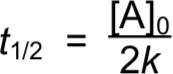 t1/2 = [A]0 / 2k